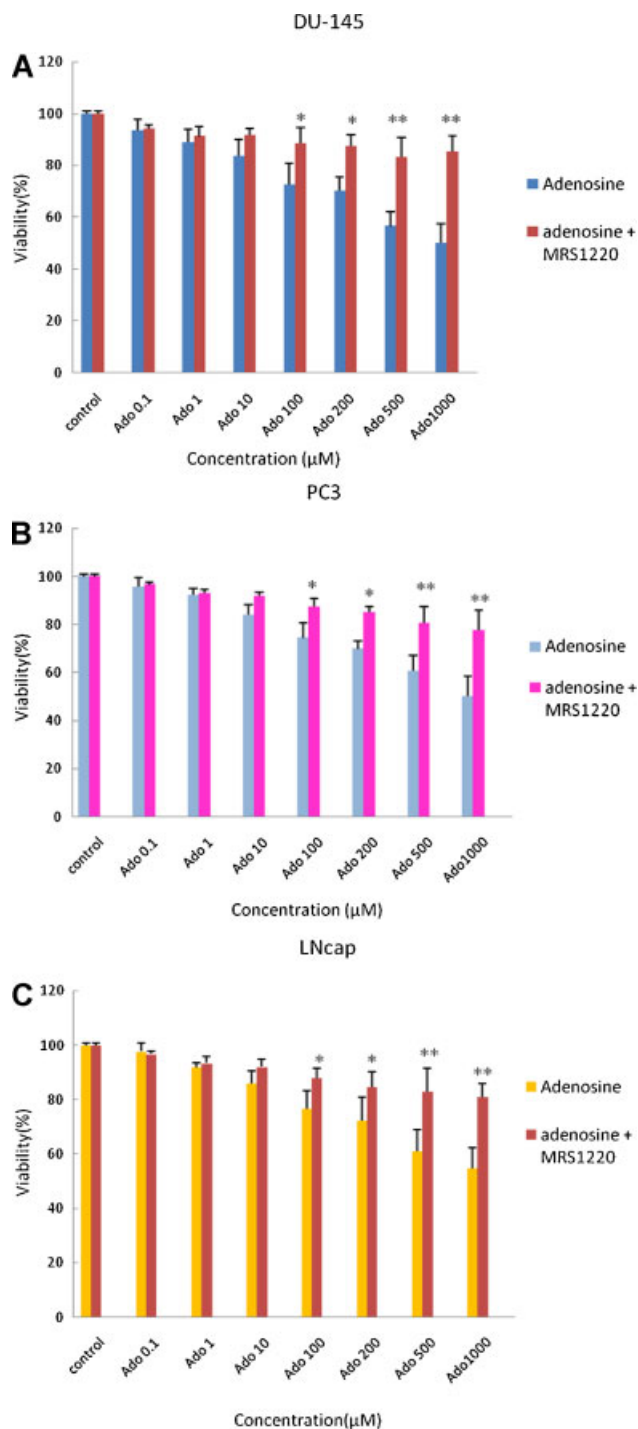 DU-145
A
120
100
80
60
40
20
0
Viability(%)
* * ** **
Adenosine
adenosine +
MRS1220
control Ado 0.1 Ado 1 Ado 10 Ado 100 Ado 200 Ado 500 Ado1000
Concentration (μM)
PC3
B
120
100
80
60
40
20
0
Viability(%)
* * ** **
Adenosine
adenosine +
MRS1220
control Ado 0.1 Ado 1 Ado 10 Ado 100 Ado 200 Ado 500 Ado1000
Concentration (μM)
LNcap
C
120
100
80
60
40
20
0
Viability(%)
* * ** **
Adenosine
adenosine +
MRS1220
control Ado 0.1 Ado 1 Ado 10 Ado 100 Ado 200 Ado 500 Ado1000
Concentration(μM)